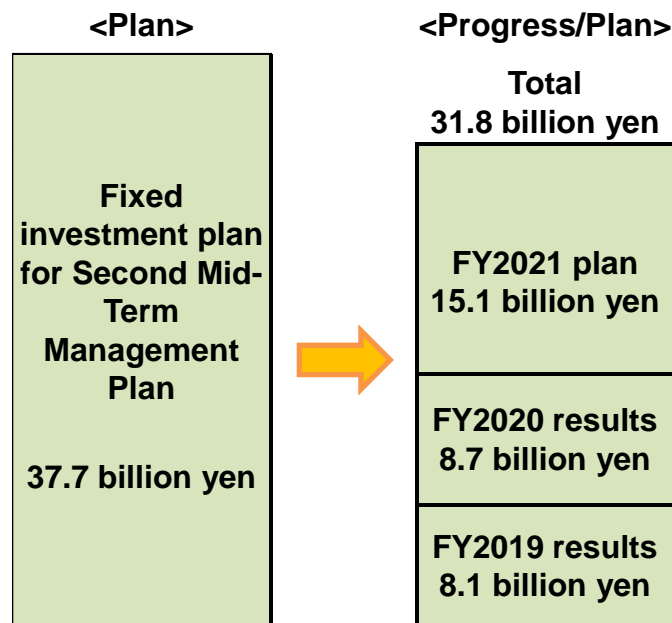 <Plan>
Fixed
investment plan
for Second Mid-
Term
Management
Plan
37.7 billion yen
<Progress/Plan>
Total
31.8 billion yen
FY2021 plan
15.1 billion yen
FY2020 results
8.7 billion yen
FY2019 results
8.1 billion yen